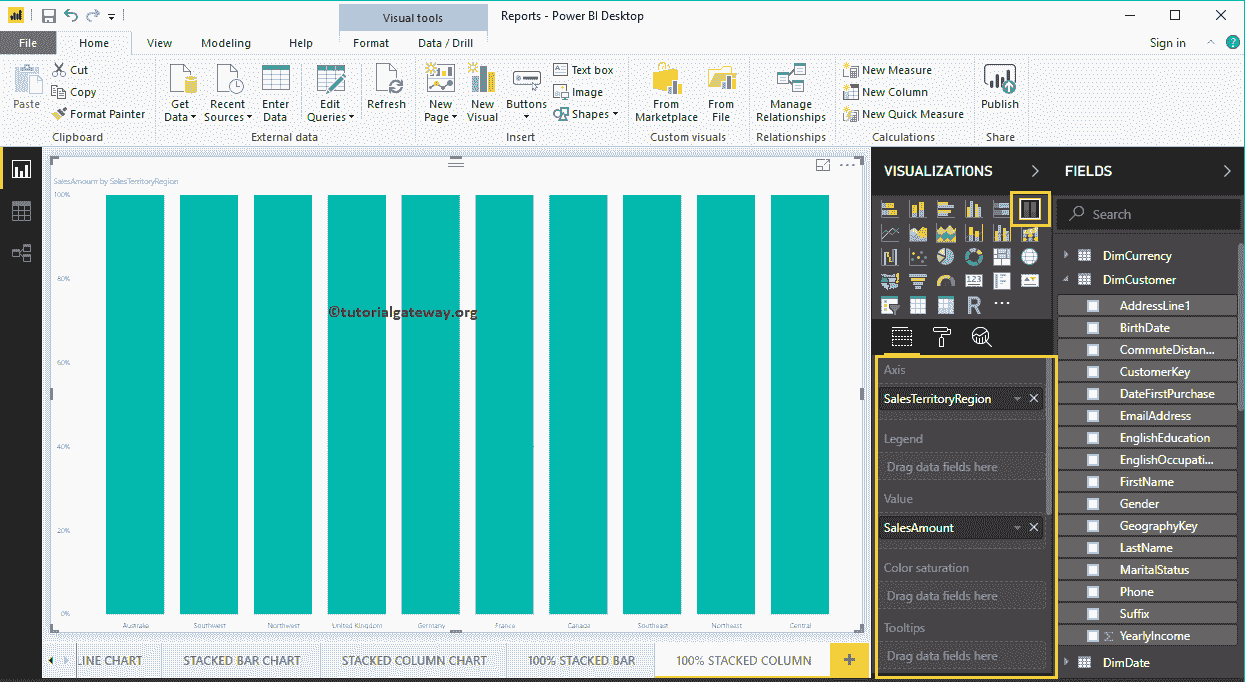 Visual tools
Reports - Power BI Desktop
File
Home
View
Modeling
Help
Format
Data / Drill
Sign in
?
Paste
Cut
Copy
Format Painter
Clipboard
Get Data
Recent Sources
Enter Data
Edit Queries
External data
Refresh
New Page
New Visual
Buttons
Text box
Image
Shapes
Insert
From Marketplace
From File
Custom visuals
Manage Relationships
Relationships
New Measure
New Column
New Quick Measure
Calculations
Publish
Share
SalesAmount by SalesTerritoryRegion
100%
80%
60%
40%
20%
0%
©tutorialgateway.org
Australia
Southwest
Northwest
United Kingdom
Germany
France
Canada
Southeast
Northeast
Central
LINE CHART
STACKED BAR CHART
STACKED COLUMN CHART
100% STACKED BAR
100% STACKED COLUMN
+
VISUALIZATIONS
123
R
Axis
SalesTerritoryRegion
Legend
Drag data fields here
Value
SalesAmount
Color saturation
Drag data fields here
Tooltips
Drag data fields here
FIELDS
Search
DimCurrency
DimCustomer
AddressLine1
BirthDate
CommuteDistan...
CustomerKey
DateFirstPurchase
EmailAddress
EnglishEducation
EnglishOccupati...
FirstName
Gender
GeographyKey
LastName
MaritalStatus
Phone
Suffix
Σ YearlyIncome
DimDate